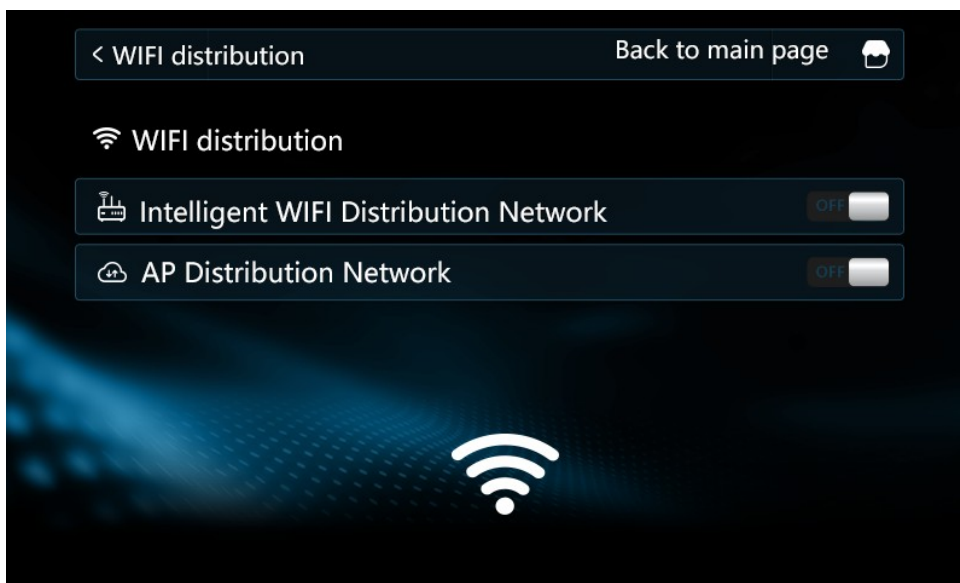 < WIFI distribution Back to main page
WIFI distribution
Intelligent WIFI Distribution Network OFF
AP Distribution Network OFF